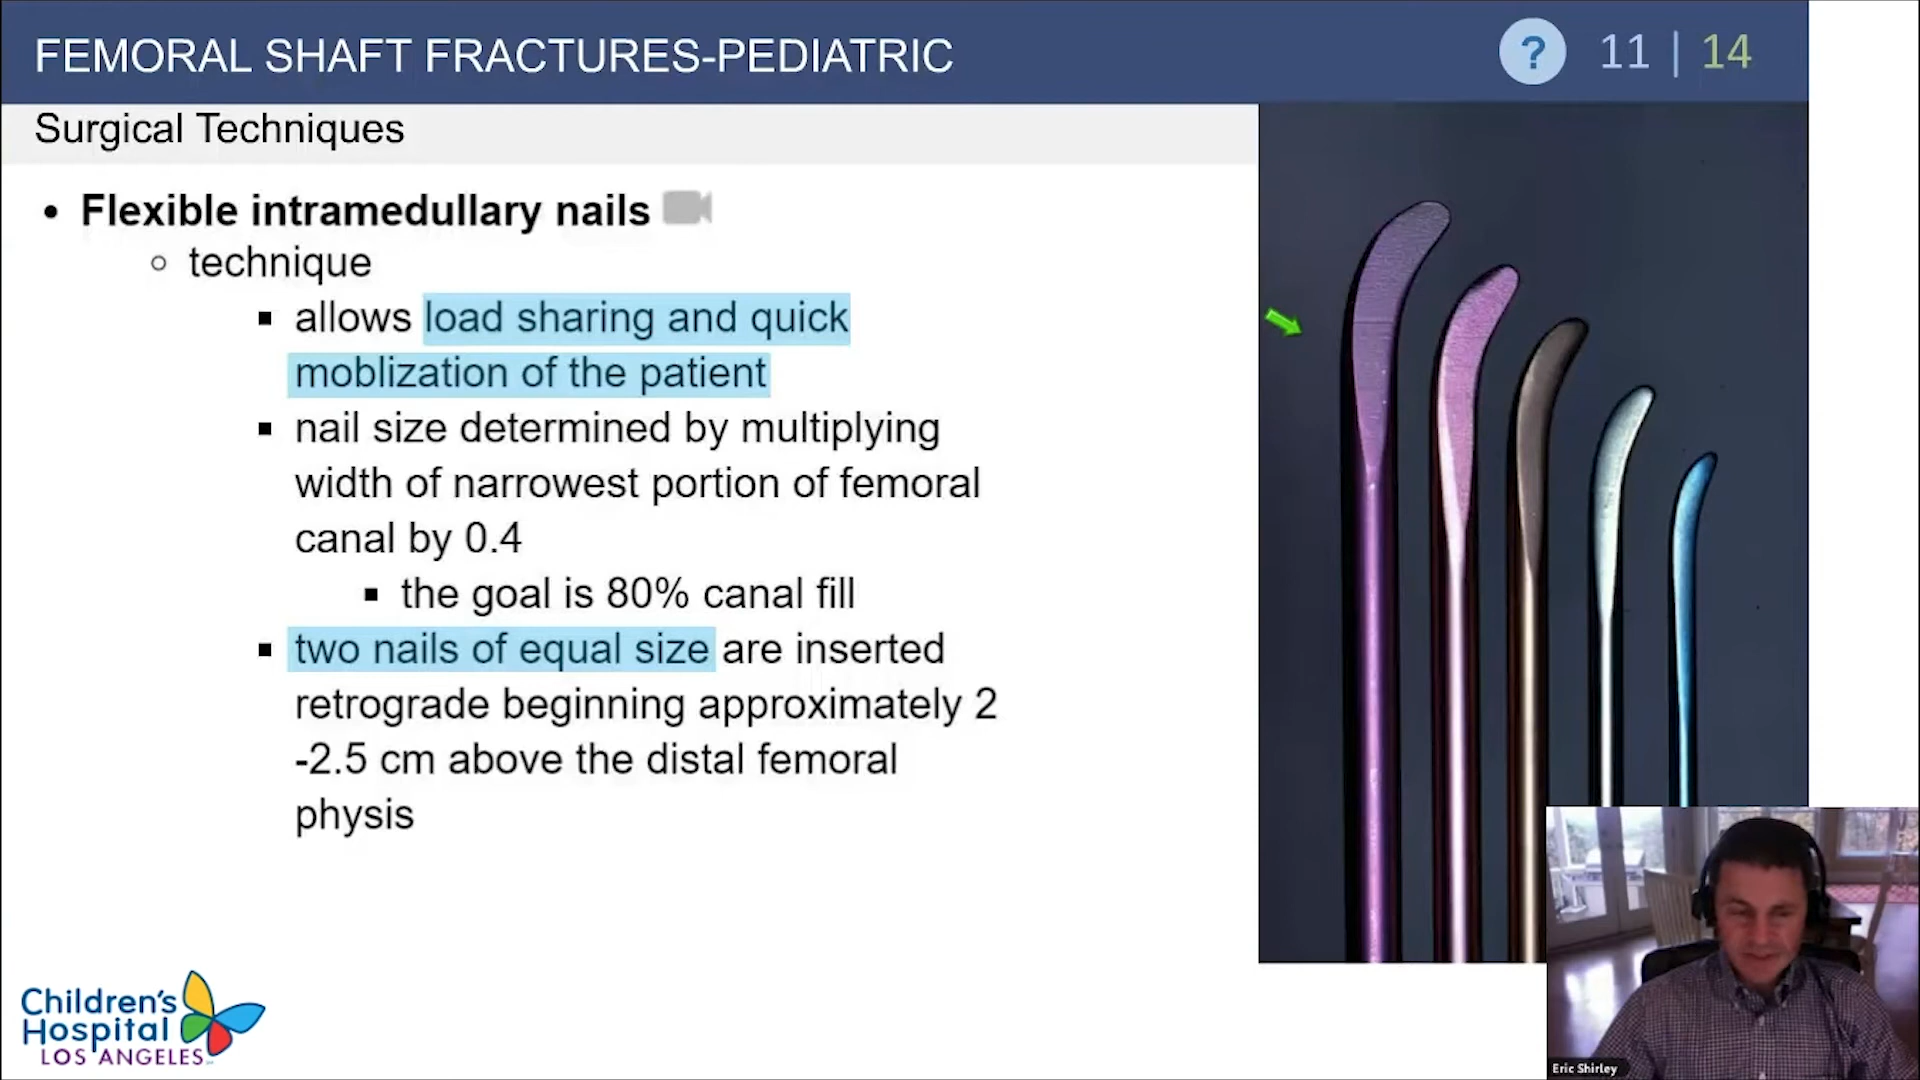 FEMORAL SHAFT FRACTURES-PEDIATRIC
? 11 | 14
Surgical Techniques
• Flexible intramedullary nails
technique
allows load sharing and quick
moblization of the patient
nail size determined by multiplying
width of narrowest portion of femoral
canal by 0.4
the goal is 80% canal fill
two nails of equal size are inserted
retrograde beginning approximately 2
-2.5 cm above the distal femoral
physis
Children's
Hospital
LOS ANGELES
Eric Shirley